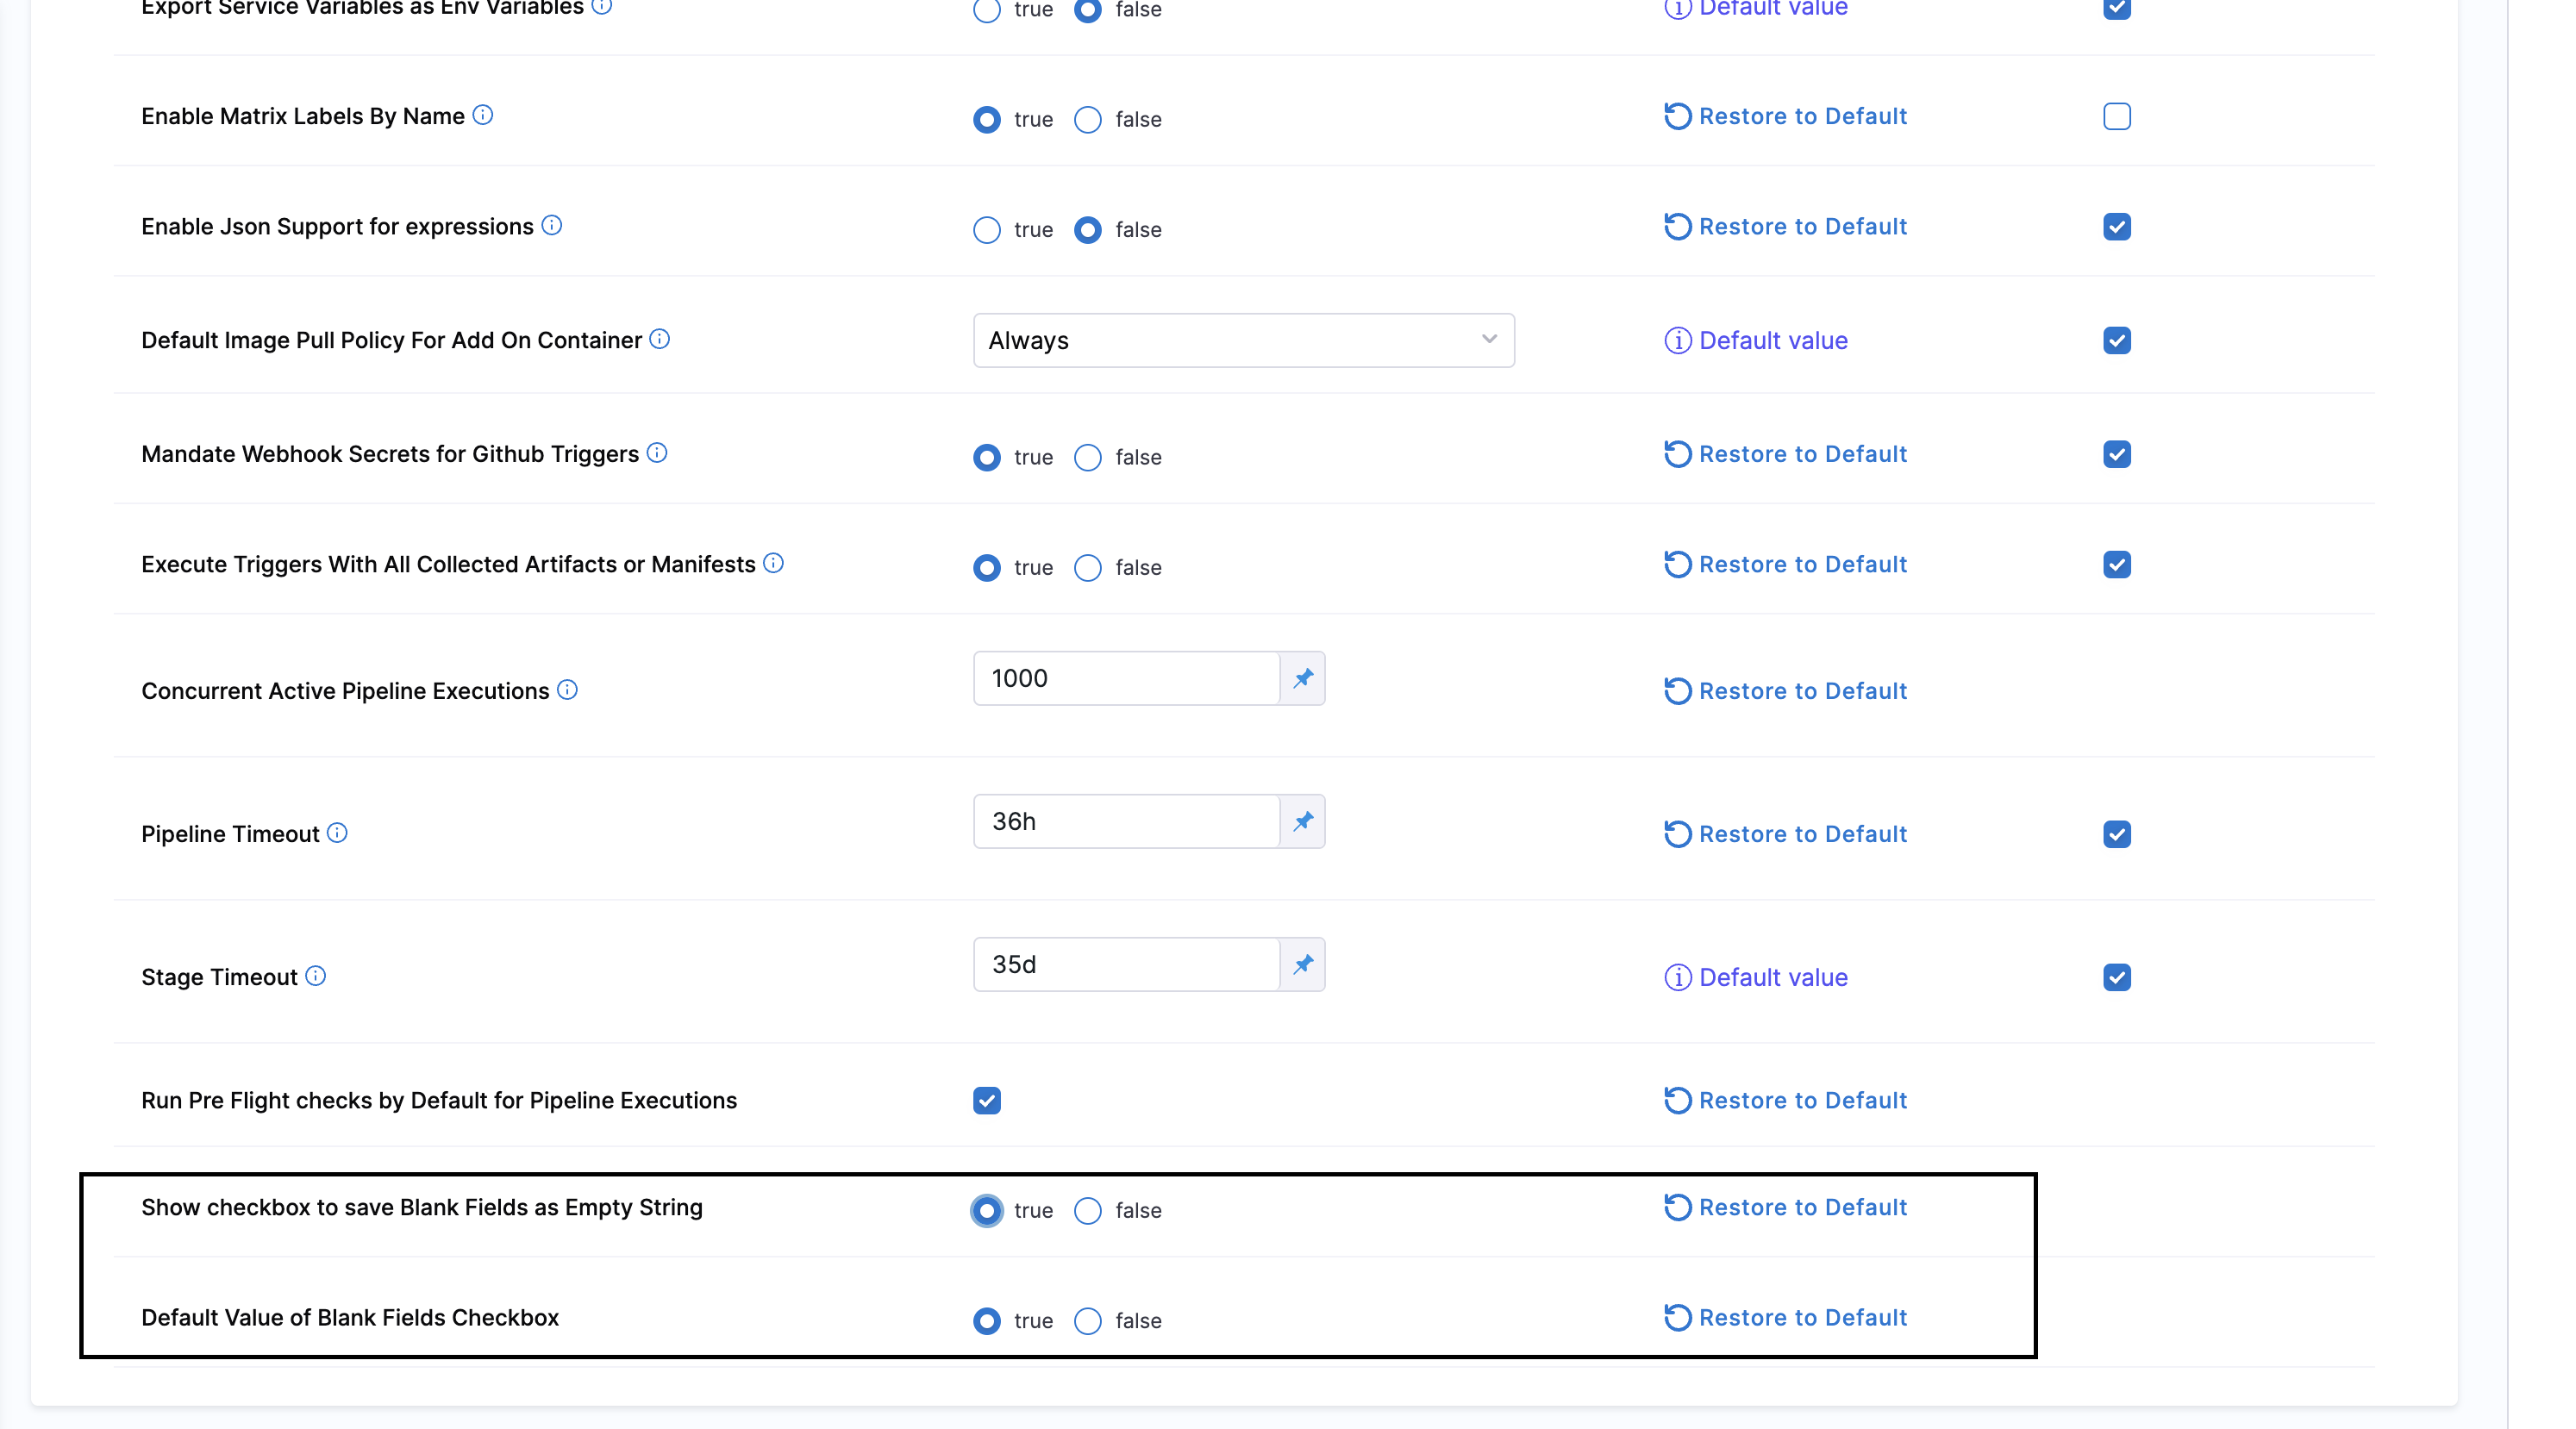 Export Service Variables as Env Variables true false Default value
Enable Matrix Labels By Name true false Restore to Default
Enable Json Support for expressions true false Restore to Default
Default Image Pull Policy For Add On Container Always Default value
Mandate Webhook Secrets for Github Triggers true false Restore to Default
Execute Triggers With All Collected Artifacts or Manifests true false Restore to Default
Concurrent Active Pipeline Executions 1000 Restore to Default
Pipeline Timeout 36h Restore to Default
Stage Timeout 35d Default value
Run Pre Flight checks by Default for Pipeline Executions Restore to Default
Show checkbox to save Blank Fields as Empty String true false Restore to Default
Default Value of Blank Fields Checkbox true false Restore to Default